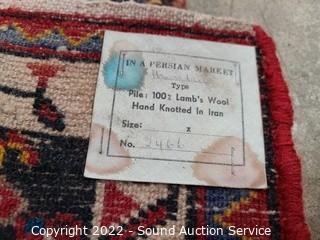 IN A PERSIAN MARKET
Type
Pile: 100% Lamb's Wool
Hand Knotted In Iran
Size: x
No. 2466
Copyright 2022 - Sound Auction Service